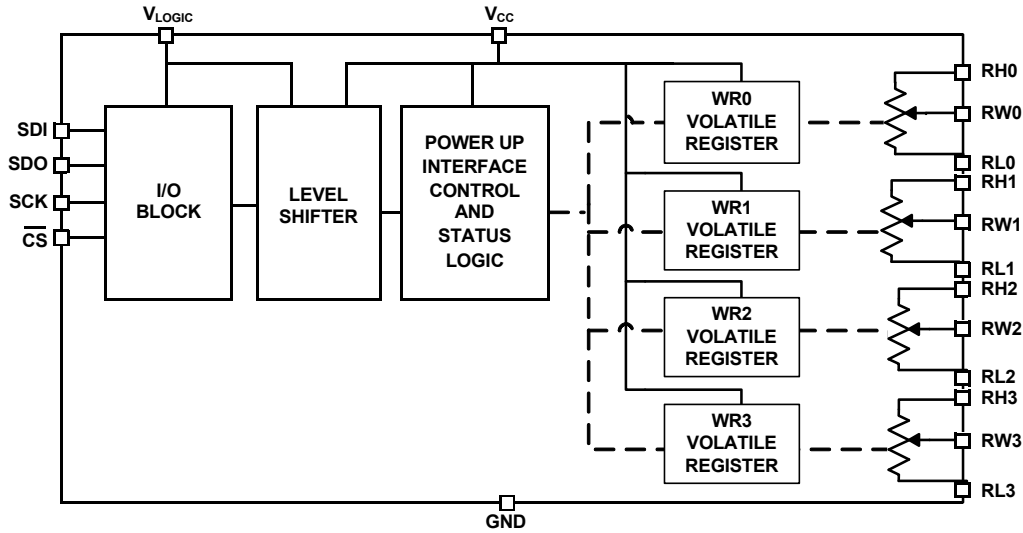 VLOGIC
VCC
SDI
SDO
SCK
CS
I/O
BLOCK
LEVEL
SHIFTER
POWER UP
INTERFACE
CONTROL
AND
STATUS
LOGIC
WR0
VOLATILE
REGISTER
WR1
VOLATILE
REGISTER
WR2
VOLATILE
REGISTER
WR3
VOLATILE
REGISTER
RH0
RW0
RL0
RH1
RW1
RL1
RH2
RW2
RL2
RH3
RW3
RL3
GND